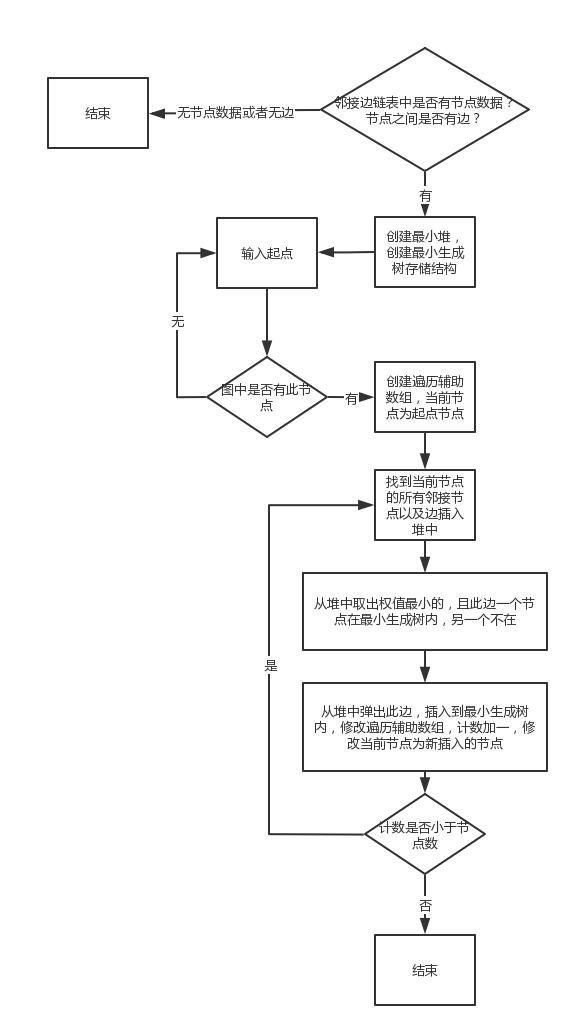 邻接边链表中是否有节点数据？
节点之间是否有边？
无节点数据或者无边
结束
有
创建最小堆，
创建最小生成
树存储结构
输入起点
无
图中是否有此节
点
有
创建遍历辅助
数组，当前节
点为起点节点
找到当前节点
的所有邻接节
点以及边插入
堆中
从堆中取出权值最小的，且此边一个节
点在最小生成树内，另一个不在
是
从堆中弹出此边，插入到最小生成树
内，修改遍历辅助数组，计数加一，修
改当前节点为新插入的节点
计数是否小于节
点数
否
结束